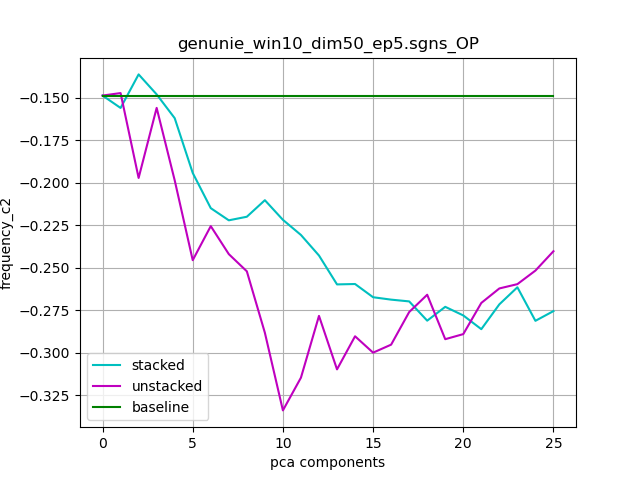 genunie_win10_dim50_ep5.sgns_OP
frequency_c2
−0.150
−0.175
−0.200
−0.225
−0.250
−0.275
−0.300
−0.325
stacked
unstacked
baseline
0 5 10 15 20 25
pca components